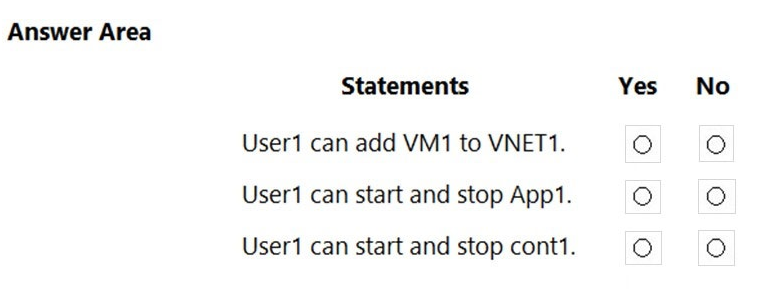 Answer Area
Statements Yes No
User1 can add VM1 to VNET1.
User1 can start and stop App1.
User1 can start and stop cont1.